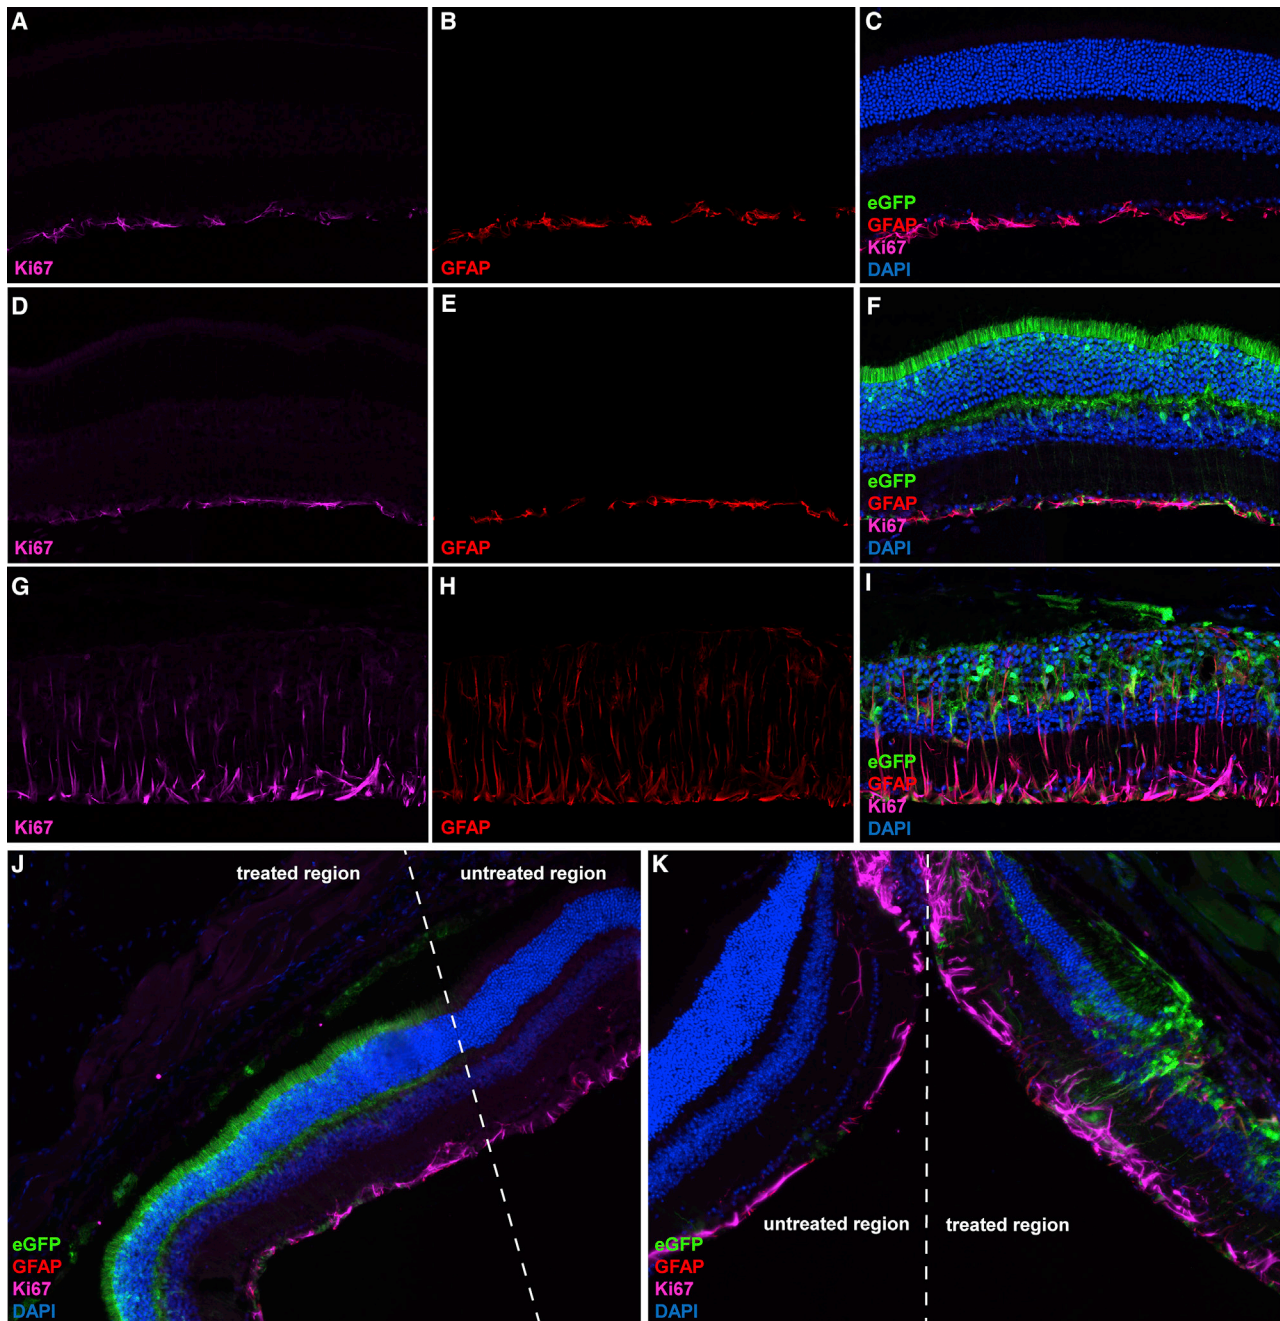 A
Ki67
B
GFAP
C
eGFP
GFAP
Ki67
DAPI
D
Ki67
E
GFAP
F
eGFP
GFAP
Ki67
DAPI
G
Ki67
H
GFAP
I
eGFP
GFAP
Ki67
DAPI
J
treated region
untreated region
eGFP
GFAP
Ki67
DAPI
K
untreated region
treated region
eGFP
GFAP
Ki67
DAPI